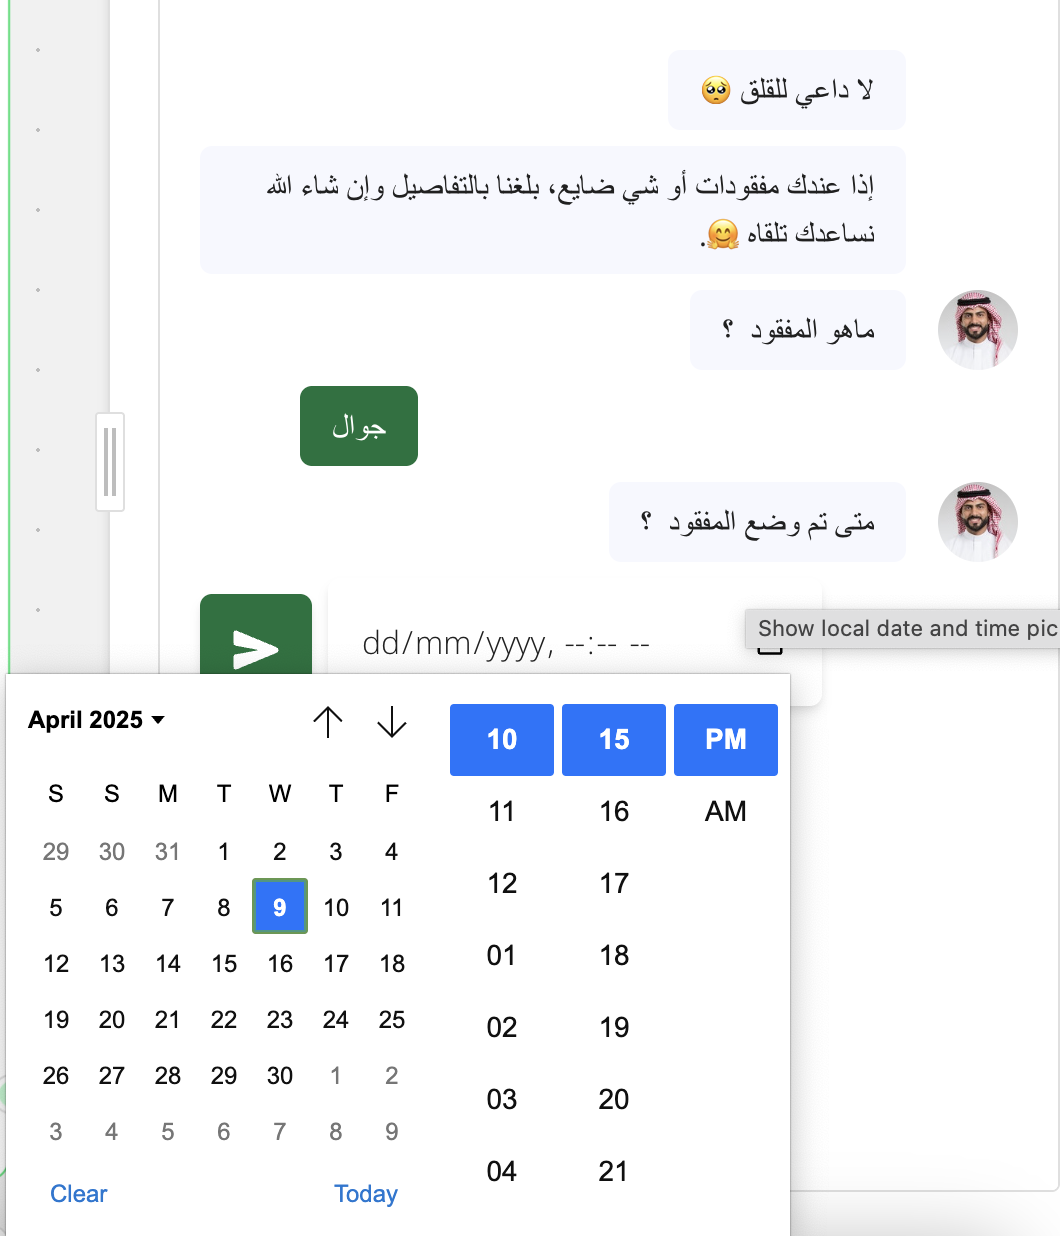 لا داعي للقلق 🥺
إذا عندك مفقودات أو شي ضايع، بلغنا بالتفاصيل وإن شاء الله
نساعدك تلقاه 🤗.
ماهو المفقود ؟
جوال
متى تم وضع المفقود ؟
dd/mm/yyyy, --:-- --
Show local date and time pic
April 2025
S S M T W T F
29 30 31 1 2 3 4
5 6 7 8 9 10 11
12 13 14 15 16 17 18
19 20 21 22 23 24 25
26 27 28 29 30 1 2
3 4 5 6 7 8 9
Clear Today
10 15 PM
11 16 AM
12 17
01 18
02 19
03 20
04 21